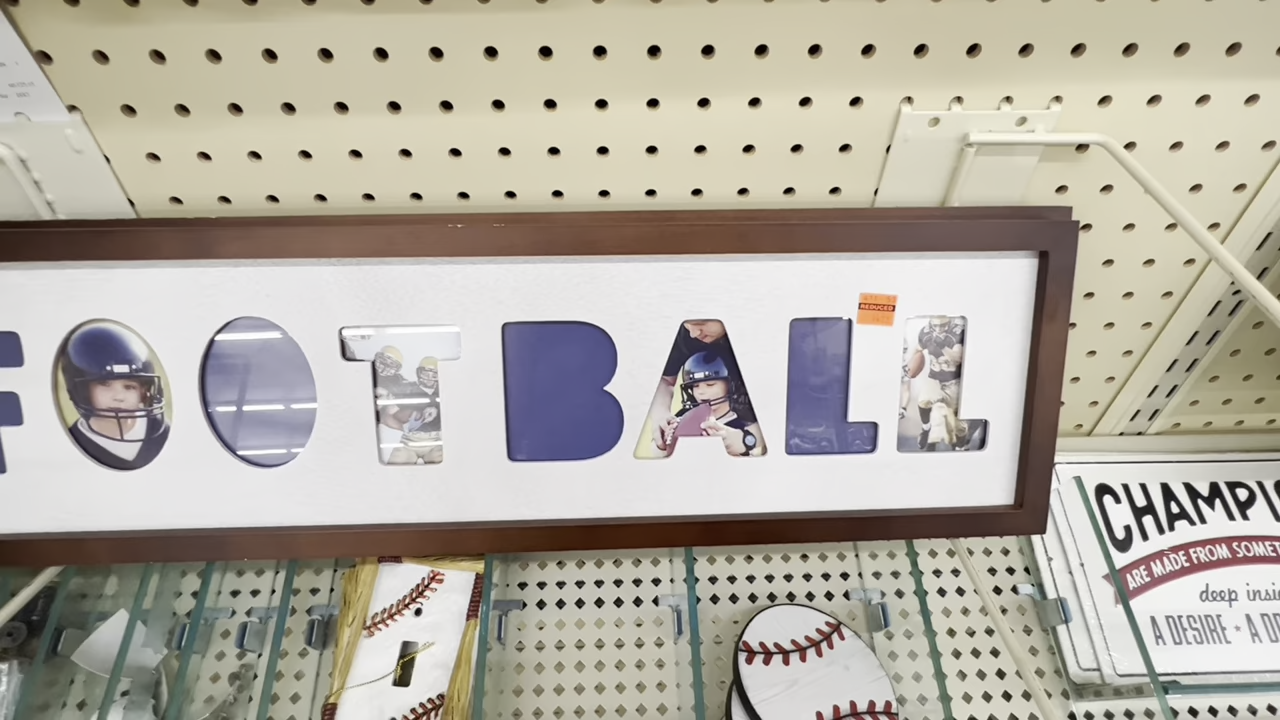 FOOTBALL
REDUCED
CHAMPI
ARE MADE FROM SOMET
deep insi
A DESIRE * A D